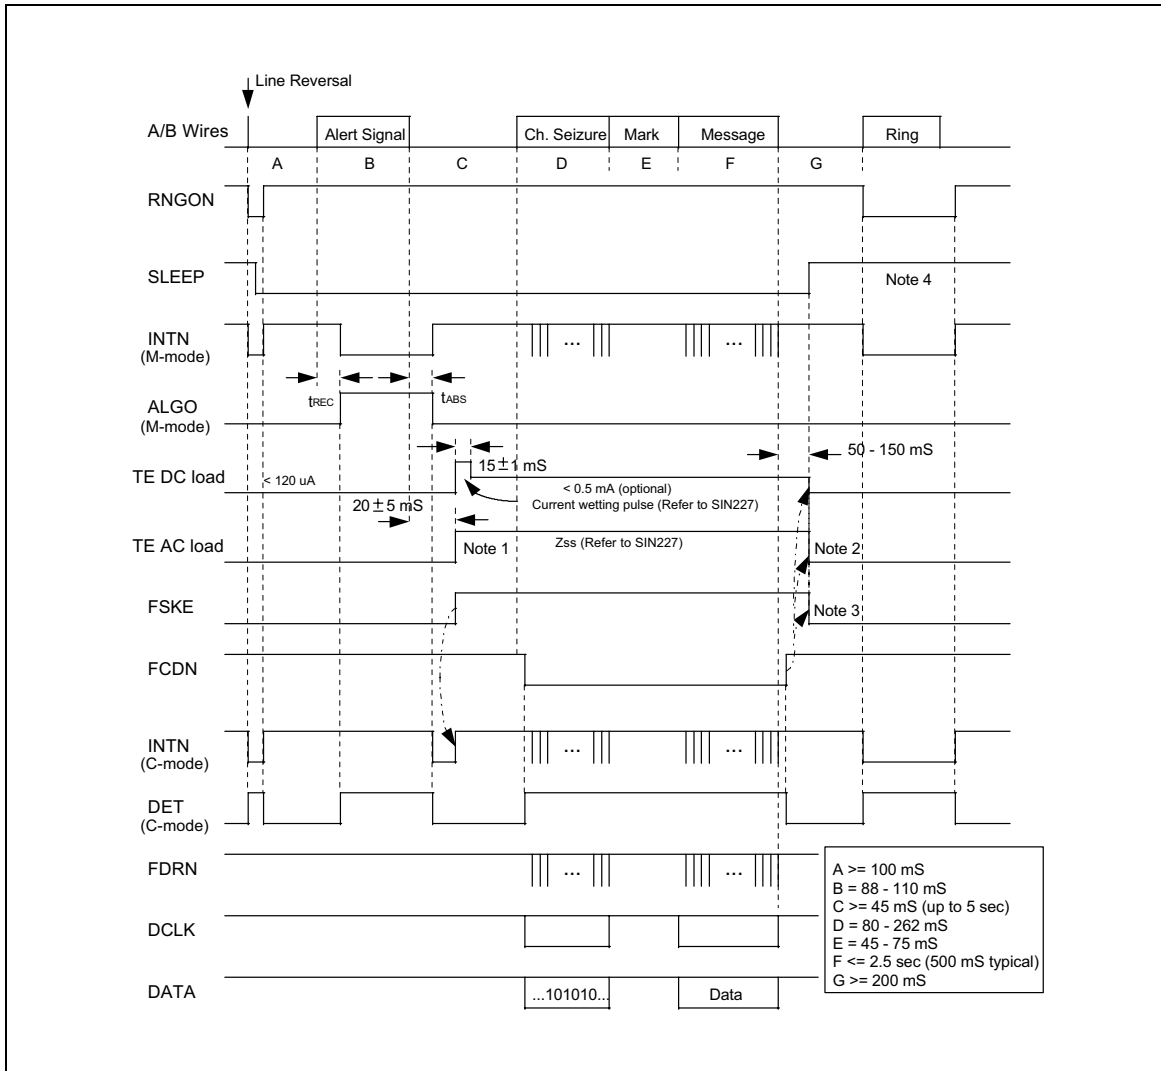 Line Reversal
A/B Wires
Alert Signal
Ch. Seizure
Mark
Message
Ring
A
B
C
D
E
F
G
RNGON
SLEEP
Note 4
INTN
(M-mode)
tREC
tABS
ALGO
(M-mode)
50 - 150 mS
15 ± 1 mS
TE DC load
< 120 uA
< 0.5 mA (optional)
Current wetting pulse (Refer to SIN227)
20 ± 5 mS
TE AC load
Note 1
Zss (Refer to SIN227)
Note 2
FSKE
Note 3
FCDN
INTN
(C-mode)
DET
(C-mode)
FDRN
DCLK
DATA
...101010...
Data
...
...
...
...
...
...
A >= 100 mS
B = 88 - 110 mS
C >= 45 mS (up to 5 sec)
D = 80 - 262 mS
E = 45 - 75 mS
F <= 2.5 sec (500 mS typical)
G >= 200 mS